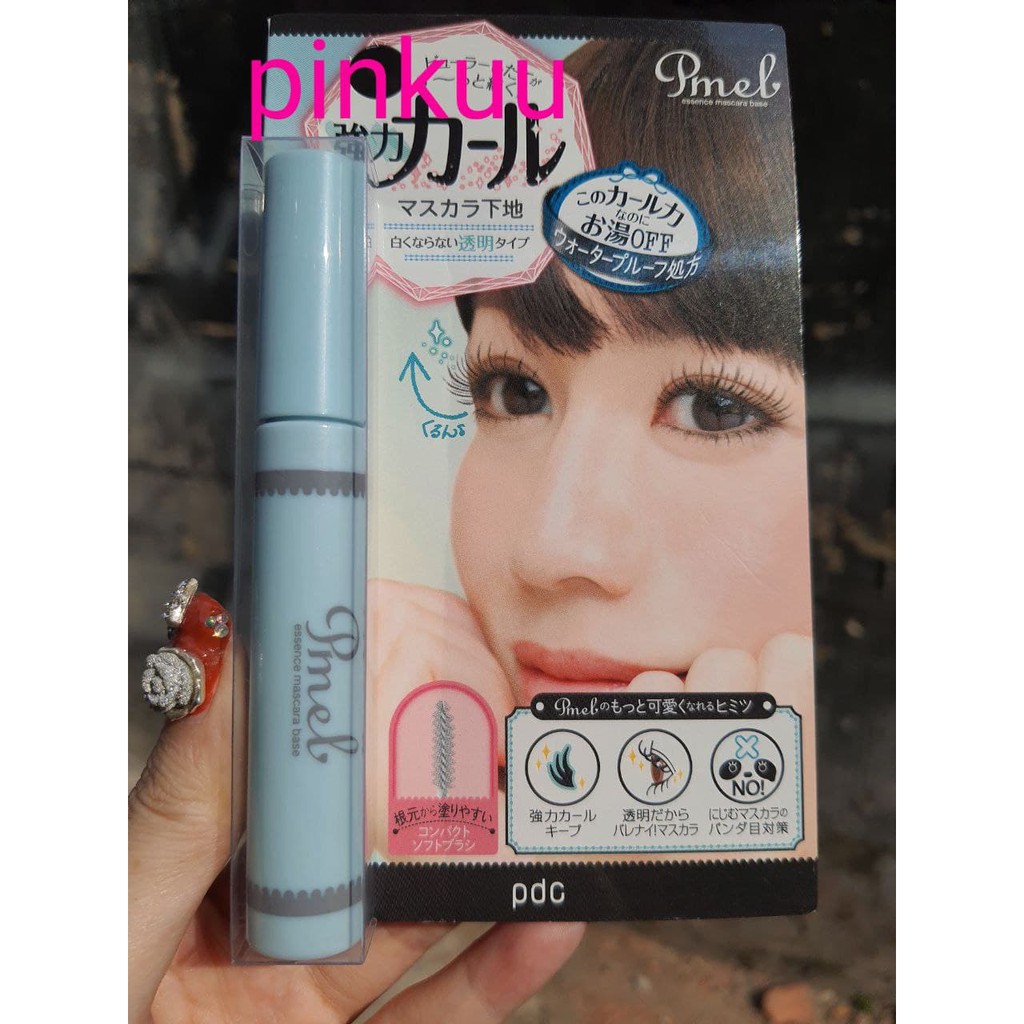 pinkuu
Pmel
essence mascara base
強力カール
マスカラ下地
白くならない透明タイプ
このカールカ
なのに
お湯OFF
ウォータープルーフ処方
くるんっ
Pmel
essence mascara base
Pmelのもっと可愛くなれるヒミツ
NO!
強力カール
キープ
透明だから
バレナイ!マスカラ
にじむマスカラの
パンダ目対策
根元から塗りやすい
コンパクト
ソフトブラシ
pdc